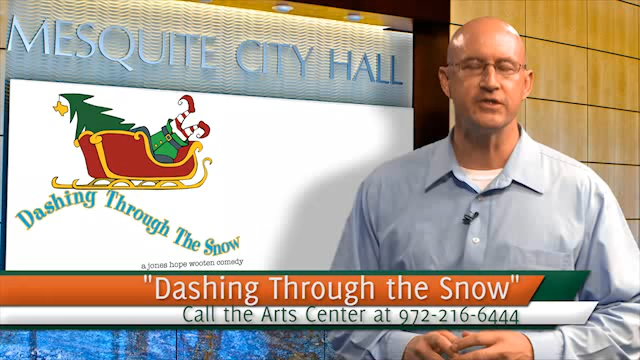 MESQUITE CITY HALL
Dashing Through The Snow
a jones hope wooten comedy
"Dashing Through the Snow"
Call the Arts Center at 972-216-6444